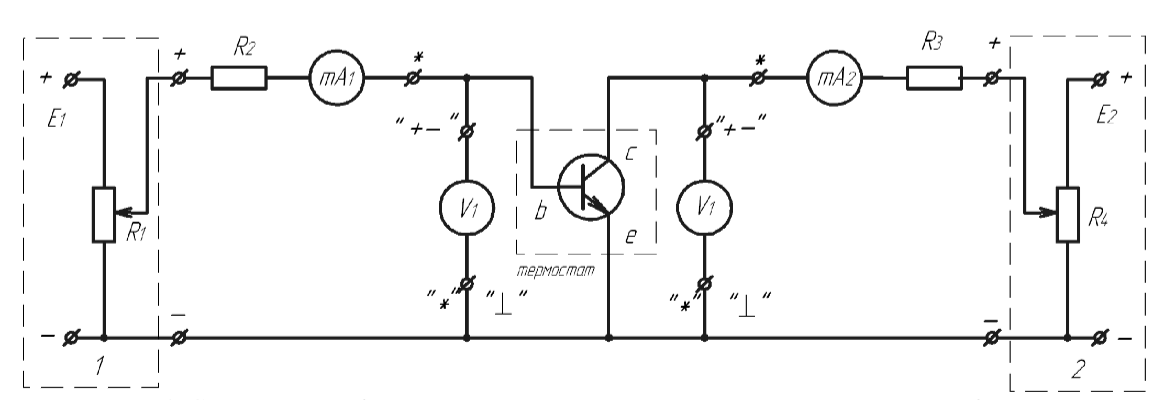 R2
mA1
*
*
mA2
R3
+
+
+
E1
"+–"
"+–"
+
E2
c
b
e
V1
V1
R1
R4
термостат
"*" "⊥"
"*" "⊥"
–
–
–
–
1
2